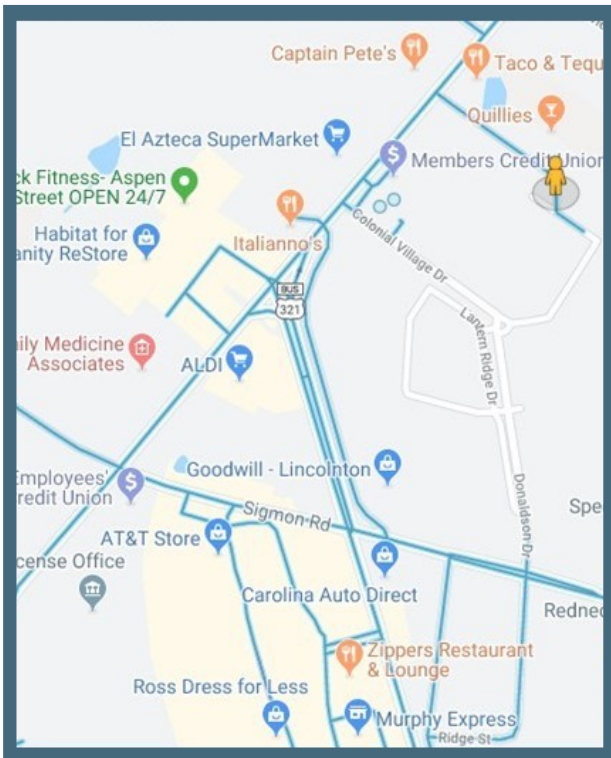 Captain Pete's
Taco & Tequ
Quillies
El Azteca SuperMarket
Members Credit Union
ck Fitness- Aspen
Street OPEN 24/7
Italianno's
Colonial Village Dr
Habitat for
anity ReStore
BUS
321
Lantern Ridge Dr
ily Medicine
Associates
ALDI
Goodwill - Lincolnton
Employees'
redit Union
Sigmon Rd
Donaldson Dr
Spe
AT&T Store
cense Office
Carolina Auto Direct
Rednec
Zippers Restaurant
& Lounge
Ross Dress for Less
Murphy Express
Ridge St